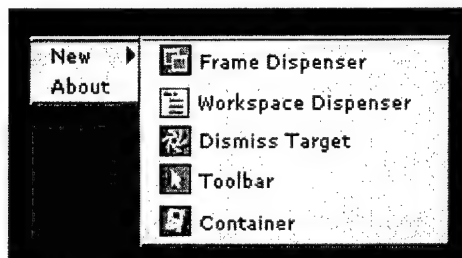 New
About
Frame Dispenser
Workspace Dispenser
Dismiss Target
Toolbar
Container